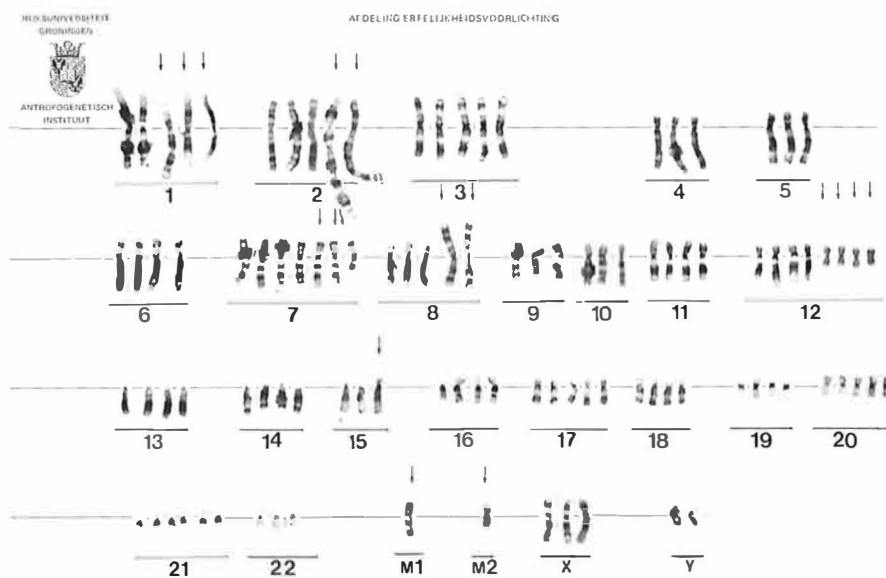 RIJKSUNIVERSITEIT
GRONINGEN
AFDELING ERFELIJKHEIDSVOORLICHTING
ANTROPOGENETISCH
INSTITUUT
1 2 3 4 5
6 7 8 9 10 11 12
13 14 15 16 17 18 19 20
21 22 M1 M2 X Y